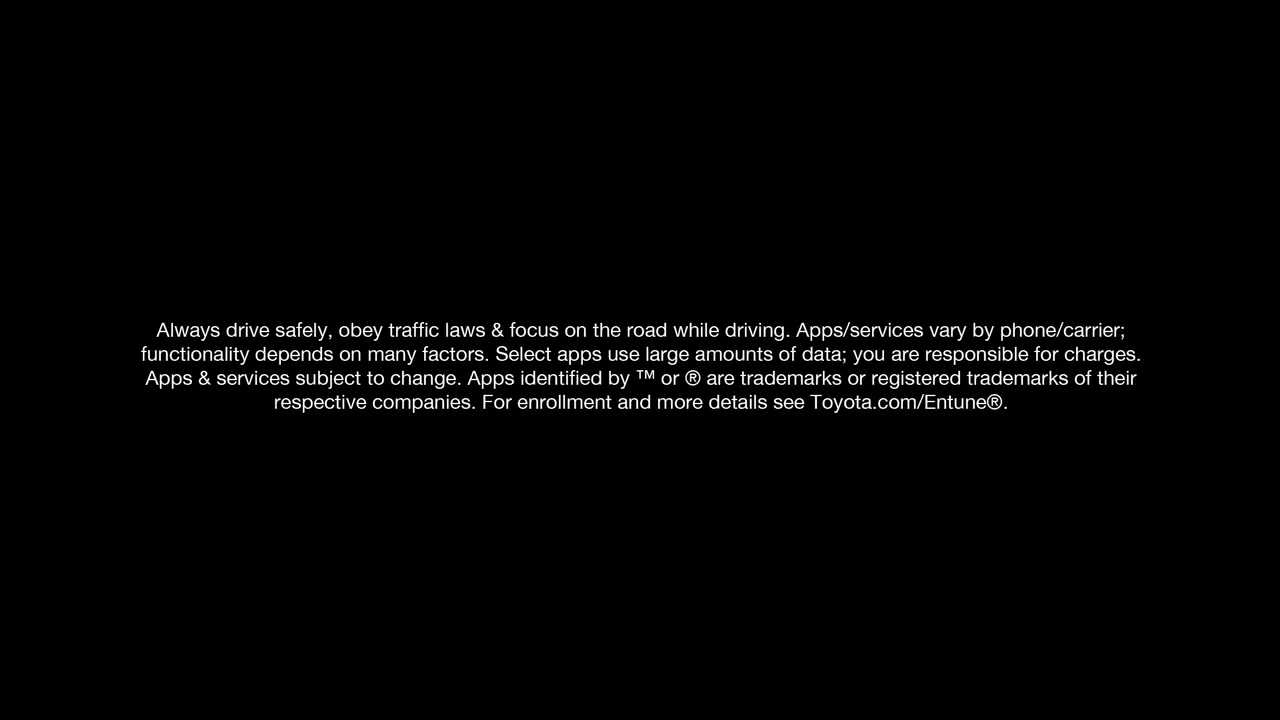 Always drive safely, obey traffic laws & focus on the road while driving. Apps/services vary by phone/carrier;
functionality depends on many factors. Select apps use large amounts of data; you are responsible for charges.
Apps & services subject to change. Apps identified by ™ or ® are trademarks or registered trademarks of their
respective companies. For enrollment and more details see Toyota.com/Entune®.